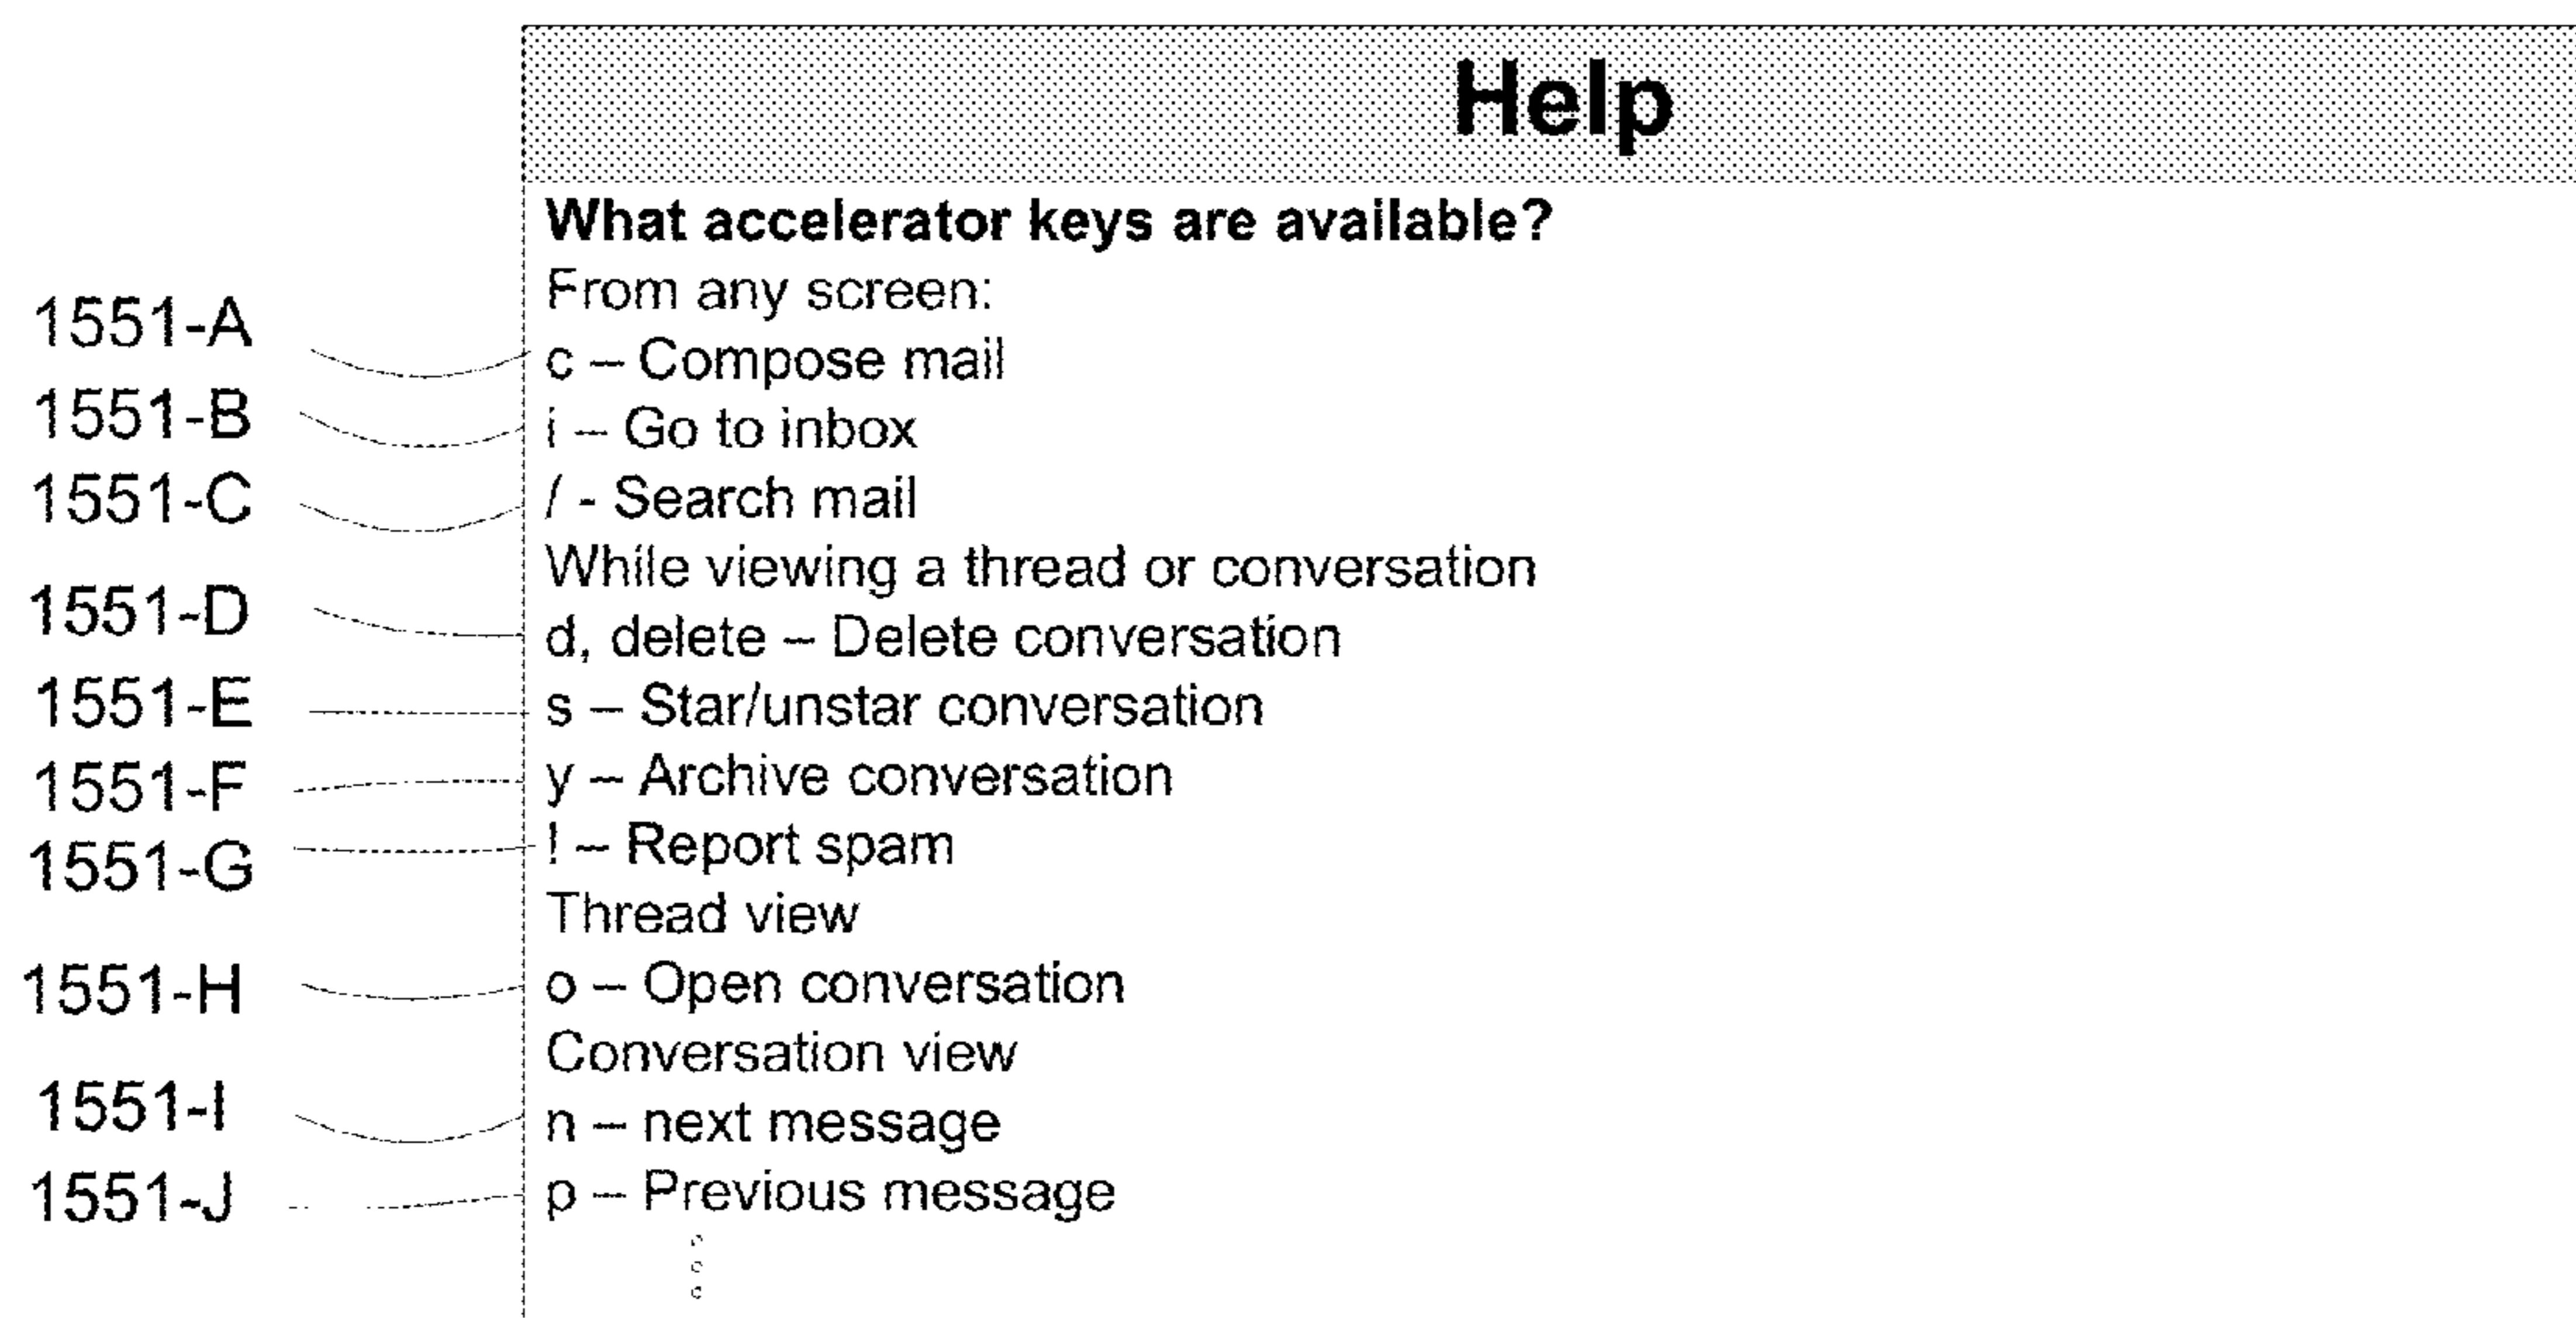 Help
What accelerator keys are available?
From any screen:
1551-A c – Compose mail
1551-B i – Go to inbox
1551-C / - Search mail
While viewing a thread or conversation
1551-D d, delete – Delete conversation
1551-E s – Star/unstar conversation
1551-F y – Archive conversation
1551-G ! – Report spam
Thread view
1551-H o – Open conversation
Conversation view
1551-I n – next message
1551-J p – Previous message